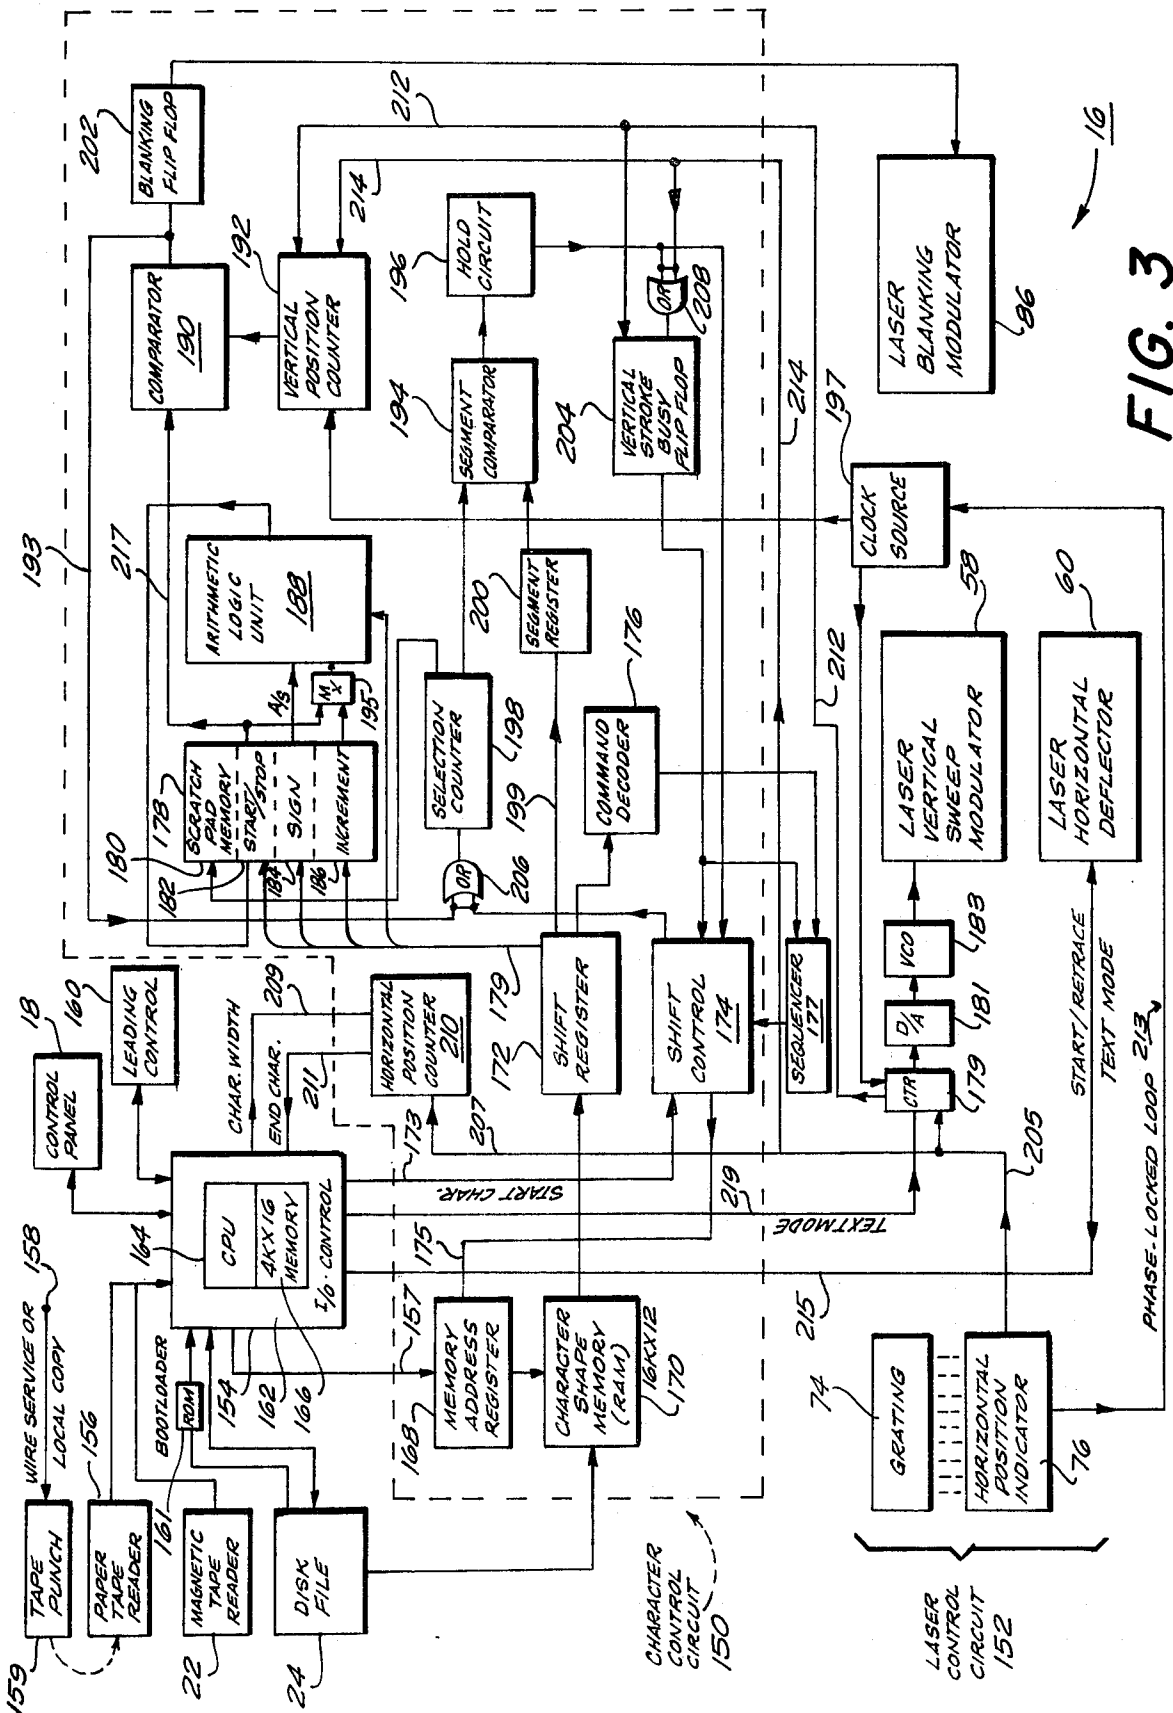 159
TAPE
PUNCH
WIRE SERVICE OR
LOCAL COPY
158
PAPER
TAPE
READER
156
161
BOOTLOADER
ROM
MAGNETIC
TAPE
READER
22
DISK
FILE
24
164
CPU
4KX16
MEMORY
I/O. CONTROL
154
162
166
CONTROL
PANEL
18
LEADING
CONTROL
160
CHAR. WIDTH
209
END CHAR.
211
HORIZONTAL
POSITION
COUNTER
210
173
START CHAR.
207
175
219
TEXT MODE
157
215
MEMORY
ADDRESS
REGISTER
168
CHARACTER
SHAPE
MEMORY
(RAM)
16KX12
170
SHIFT
REGISTER
172
179
SHIFT
CONTROL
174
SEQUENCER
177
180
178
SCRATCH
PAD
MEMORY
START/STOP
SIGN
INCREMENT
182
184
186
A/S
MX
195
ARITHMETIC
LOGIC
UNIT
188
193
217
COMPARATOR
190
BLANKING
FLIP FLOP
202
VERTICAL
POSITION
COUNTER
192
212
214
OR
206
SELECTION
COUNTER
198
199
SEGMENT
REGISTER
200
COMMAND
DECODER
176
SEGMENT
COMPARATOR
194
HOLD
CIRCUIT
196
VERTICAL
STROKE
BUSY
FLIP FLOP
204
OR
208
214
212
CLOCK
SOURCE
197
LASER
BLANKING
MODULATOR
86
CTR
179
D/A
181
VCO
183
LASER
VERTICAL
SWEEP
MODULATOR
58
LASER
HORIZONTAL
DEFLECTOR
60
START/RETRACE
TEXT MODE
PHASE-LOCKED LOOP 213
205
GRATING
74
HORIZONTAL
POSITION
INDICATOR
76
CHARACTER
CONTROL
CIRCUIT
150
LASER
CONTROL
CIRCUIT
152
16
FIG. 3